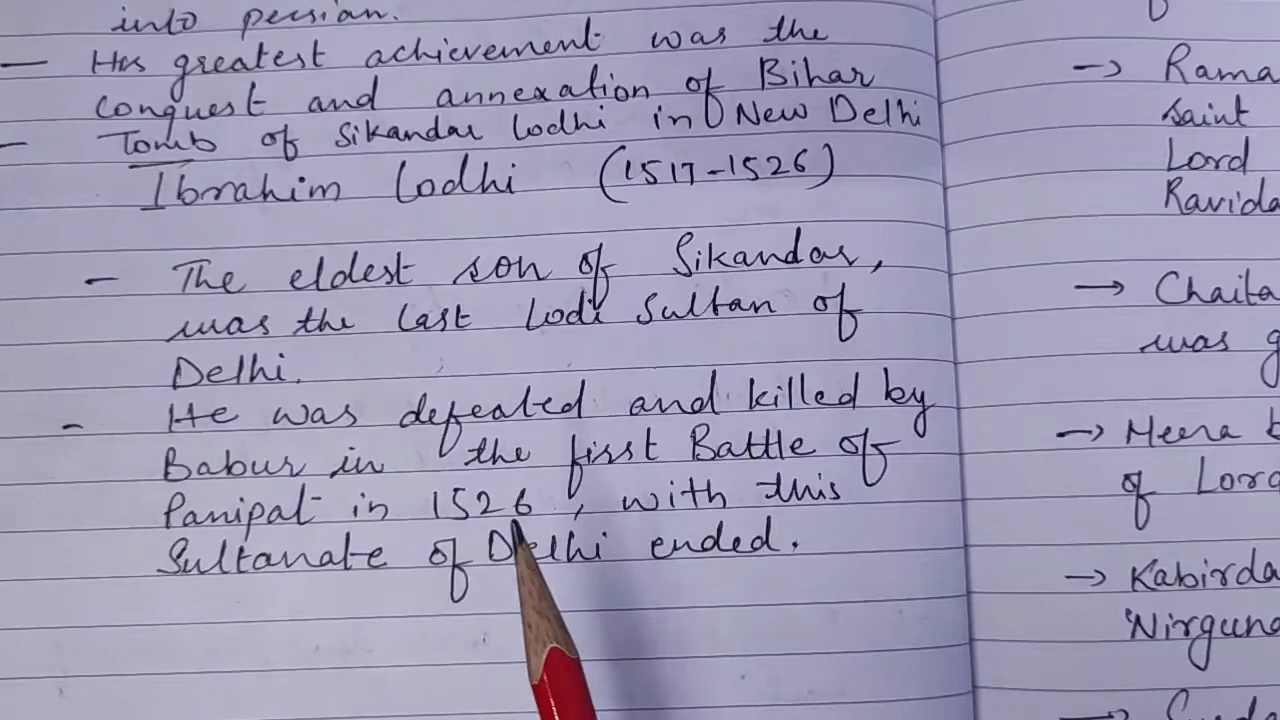 into persian.
— His greatest achievement was the
conquest and annexation of Bihar
- Tomb of Sikandar Lodhi in New Delhi
Ibrahim Lodhi (1517-1526)
- The eldest son of Sikandar,
was the last Lodi Sultan of
Delhi.
- He was defeated and killed by
Babur in the first Battle of
Panipat in 1526, with this
Sultanate of Delhi ended.
→ Rama
saint
Lord
Ravida
→ Chaita
was g
→ Meera b
of Lord
→ Kabirda
'Nirguna